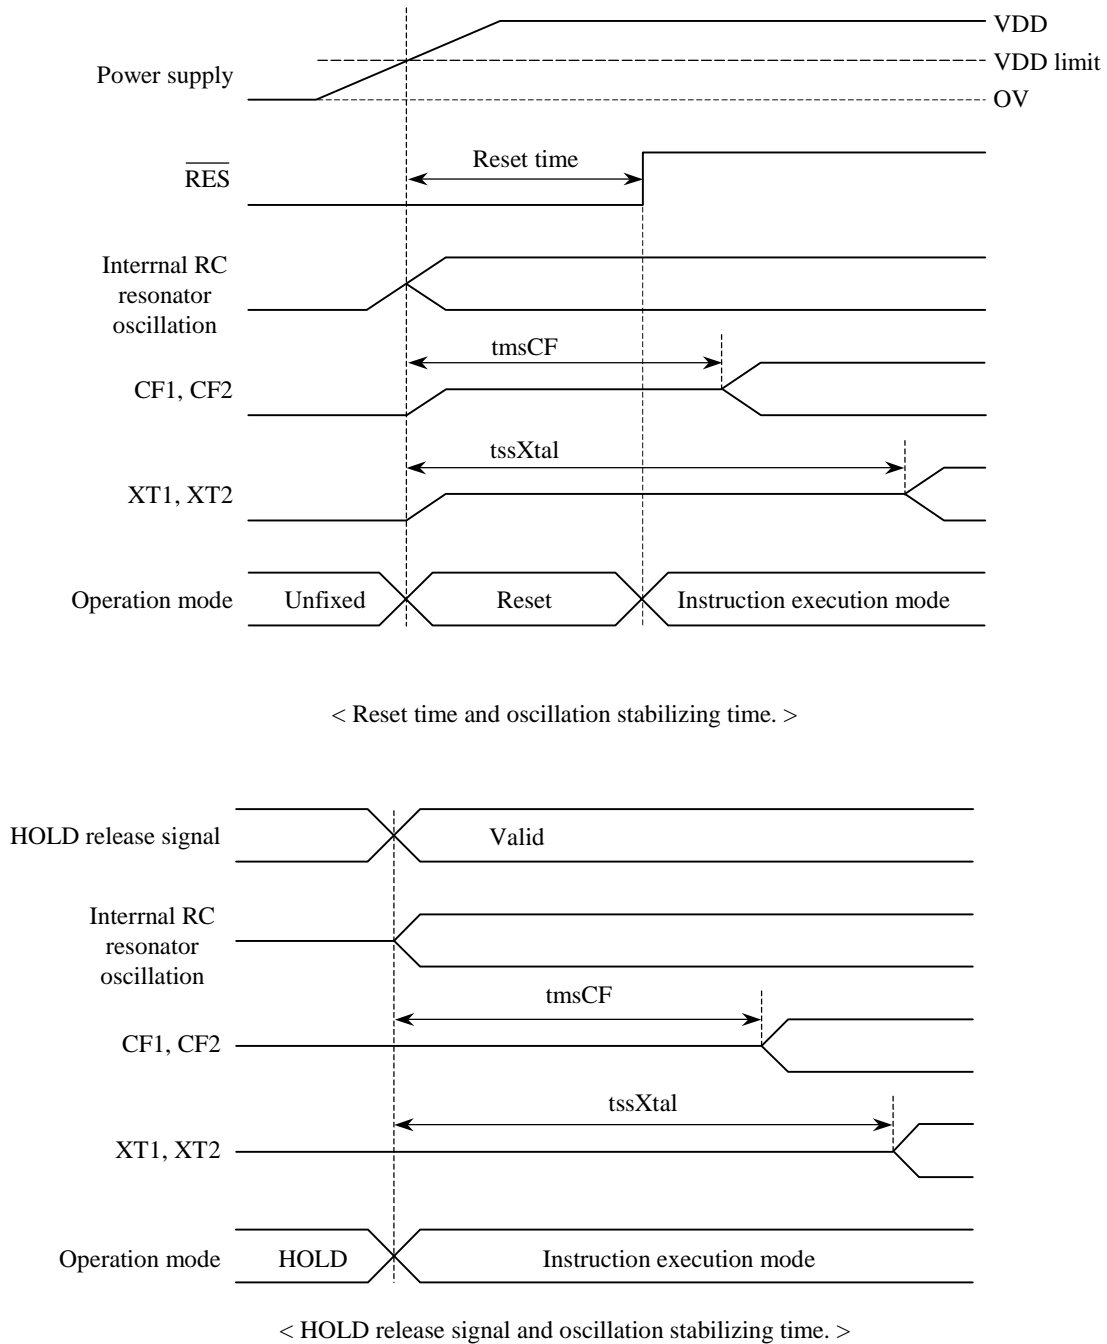 VDD
Power supply
VDD limit
OV
RES
Reset time
Interrnal RC
resonator
oscillation
tmsCF
CF1, CF2
tssXtal
XT1, XT2
Operation mode
Unfixed
Reset
Instruction execution mode
< Reset time and oscillation stabilizing time. >
HOLD release signal
Valid
Interrnal RC
resonator
oscillation
tmsCF
CF1, CF2
tssXtal
XT1, XT2
Operation mode
HOLD
Instruction execution mode
< HOLD release signal and oscillation stabilizing time. >